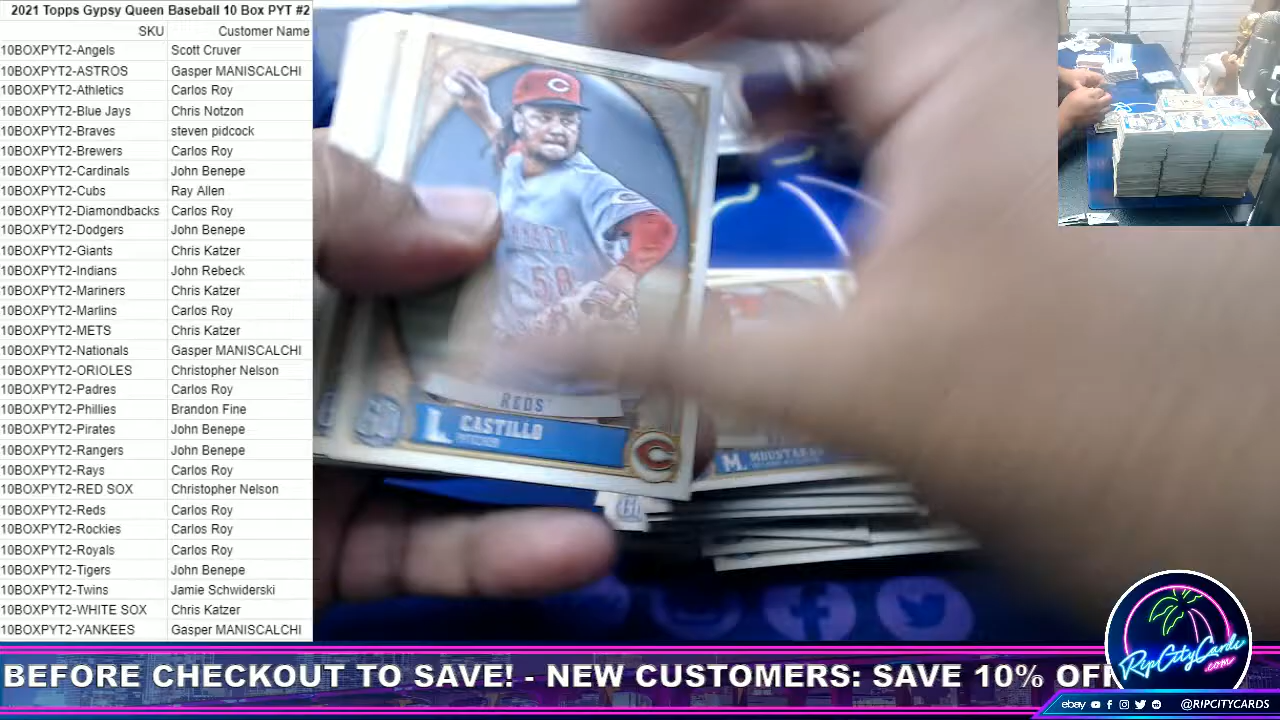 2021 Topps Gypsy Queen Baseball 10 Box PYT #2
SKU Customer Name
10BOXPYT2-Angels Scott Cruver
10BOXPYT2-ASTROS Gasper MANISCALCHI
10BOXPYT2-Athletics Carlos Roy
10BOXPYT2-Blue Jays Chris Notzon
10BOXPYT2-Braves steven pidcock
10BOXPYT2-Brewers Carlos Roy
10BOXPYT2-Cardinals John Benepe
10BOXPYT2-Cubs Ray Allen
10BOXPYT2-Diamondbacks Carlos Roy
10BOXPYT2-Dodgers John Benepe
10BOXPYT2-Giants Chris Katzer
10BOXPYT2-Indians John Rebeck
10BOXPYT2-Mariners Chris Katzer
10BOXPYT2-Marlins Carlos Roy
10BOXPYT2-METS Chris Katzer
10BOXPYT2-Nationals Gasper MANISCALCHI
10BOXPYT2-ORIOLES Christopher Nelson
10BOXPYT2-Padres Carlos Roy
10BOXPYT2-Phillies Brandon Fine
10BOXPYT2-Pirates John Benepe
10BOXPYT2-Rangers John Benepe
10BOXPYT2-Rays Carlos Roy
10BOXPYT2-RED SOX Christopher Nelson
10BOXPYT2-Reds Carlos Roy
10BOXPYT2-Rockies Carlos Roy
10BOXPYT2-Royals Carlos Roy
10BOXPYT2-Tigers John Benepe
10BOXPYT2-Twins Jamie Schwiderski
10BOXPYT2-WHITE SOX Chris Katzer
10BOXPYT2-YANKEES Gasper MANISCALCHI
C
58
REDS
L. CASTILLO
PITCHER
C
M.
BEFORE CHECKOUT TO SAVE! - NEW CUSTOMERS: SAVE 10% OFF
RipCityCards
.com
ebay @RIPCITYCARDS